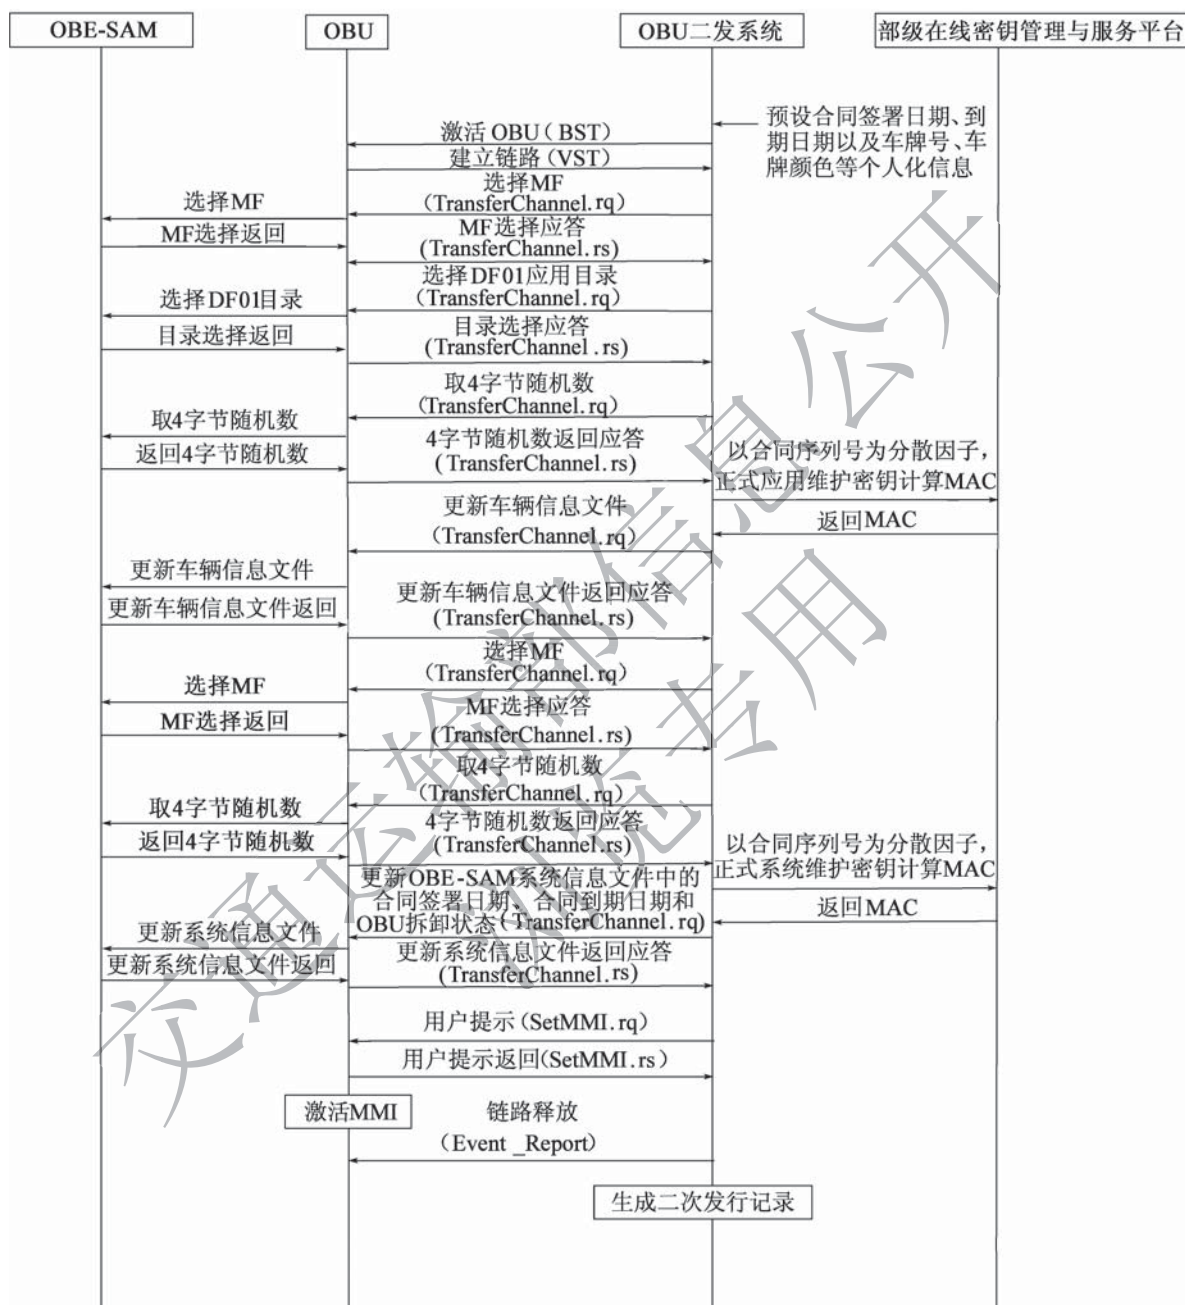 OBE-SAM
OBU
OBU二发系统
部级在线密钥管理与服务平台
预设合同签署日期、到
期日期以及车牌号、车
牌颜色等个人化信息
激活 OBU（BST）
建立链路（VST）
选择MF
（TransferChannel.rq）
选择MF
MF选择返回
MF选择应答
(TransferChannel.rs)
选择DF01应用目录
（TransferChannel.rq）
选择DF01目录
目录选择返回
目录选择应答
(TransferChannel .rs)
取4字节随机数
(TransferChannel.rq)
取4字节随机数
返回4字节随机数
4字节随机数返回应答
(TransferChannel.rs)
以合同序列号为分散因子，
正式应用维护密钥计算MAC
返回MAC
更新车辆信息文件
(TransferChannel.rq)
更新车辆信息文件
更新车辆信息文件返回
更新车辆信息文件返回应答
(TransferChannel.rs)
选择MF
（TransferChannel.rq）
选择MF
MF选择返回
MF选择应答
(TransferChannel.rs)
取4字节随机数
(TransferChannel.rq)
取4字节随机数
返回4字节随机数
4字节随机数返回应答
(TransferChannel.rs)
以合同序列号为分散因子，
正式系统维护密钥计算MAC
返回MAC
更新OBE-SAM系统信息文件中的
合同签署日期、合同到期日期和
OBU拆卸状态（TransferChannel.rq）
更新系统信息文件
更新系统信息文件返回
更新系统信息文件返回应答
(TransferChannel.rs)
用户提示（SetMMI.rq）
用户提示返回(SetMMI.rs）
激活MMI
链路释放
（Event _Report）
生成二次发行记录
交通运输部信息公开
浏览专用